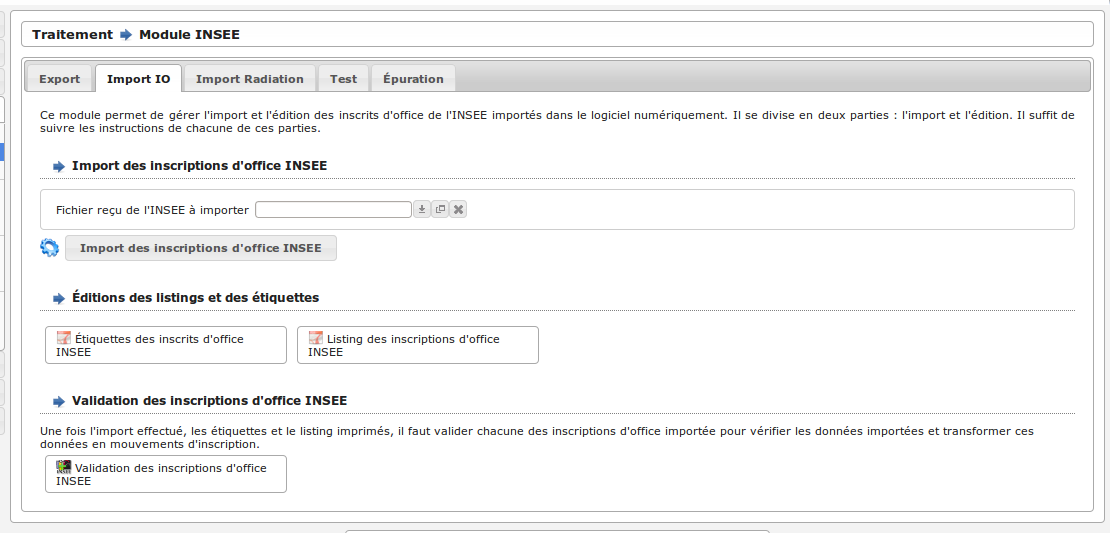 Traitement Module INSEE
Export Import IO Import Radiation Test Épuration
Ce module permet de gérer l'import et l'édition des inscrits d'office de l'INSEE importés dans le logiciel numériquement. Il se divise en deux parties : l'import et l'édition. Il suffit de
suivre les instructions de chacune de ces parties.
Import des inscriptions d'office INSEE
Fichier reçu de l'INSEE à importer
Import des inscriptions d'office INSEE
Éditions des listings et des étiquettes
Étiquettes des inscrits d'office
INSEE
Listing des inscriptions d'office
INSEE
Validation des inscriptions d'office INSEE
Une fois l'import effectué, les étiquettes et le listing imprimés, il faut valider chacune des inscriptions d'office importée pour vérifier les données importées et transformer ces
données en mouvements d'inscription.
Validation des inscriptions d'office
INSEE